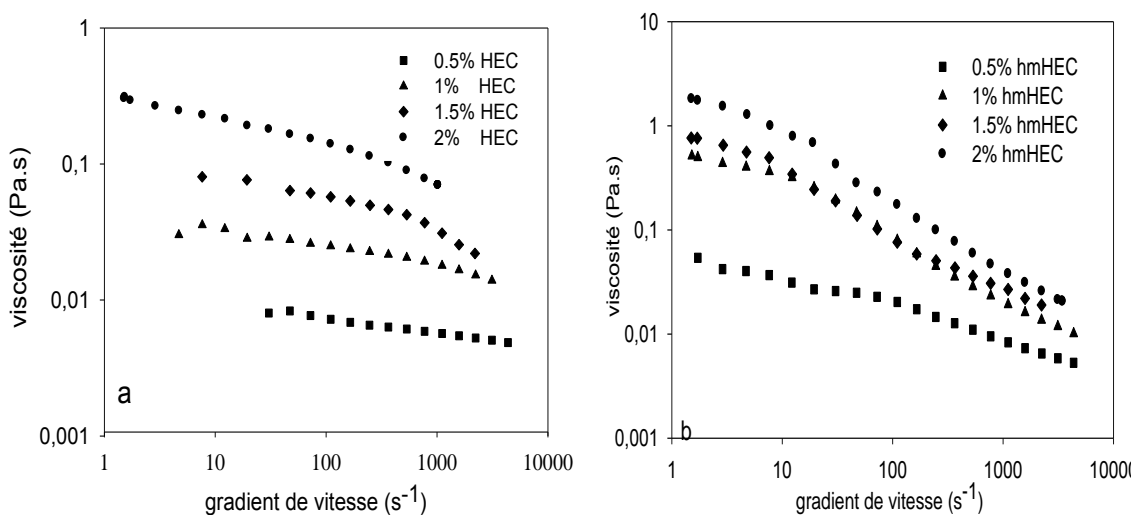 1
0,1
0,01
0,001
viscosité (Pa.s)
0.5% HEC
1% HEC
1.5% HEC
2% HEC
a
1 10 100 1000 10000
gradient de vitesse (s-1)
10
1
0,1
0,01
0,001
viscosité (Pa.s)
0.5% hmHEC
1% hmHEC
1.5% hmHEC
2% hmHEC
b
1 10 100 1000 10000
gradient de vitesse (s-1)